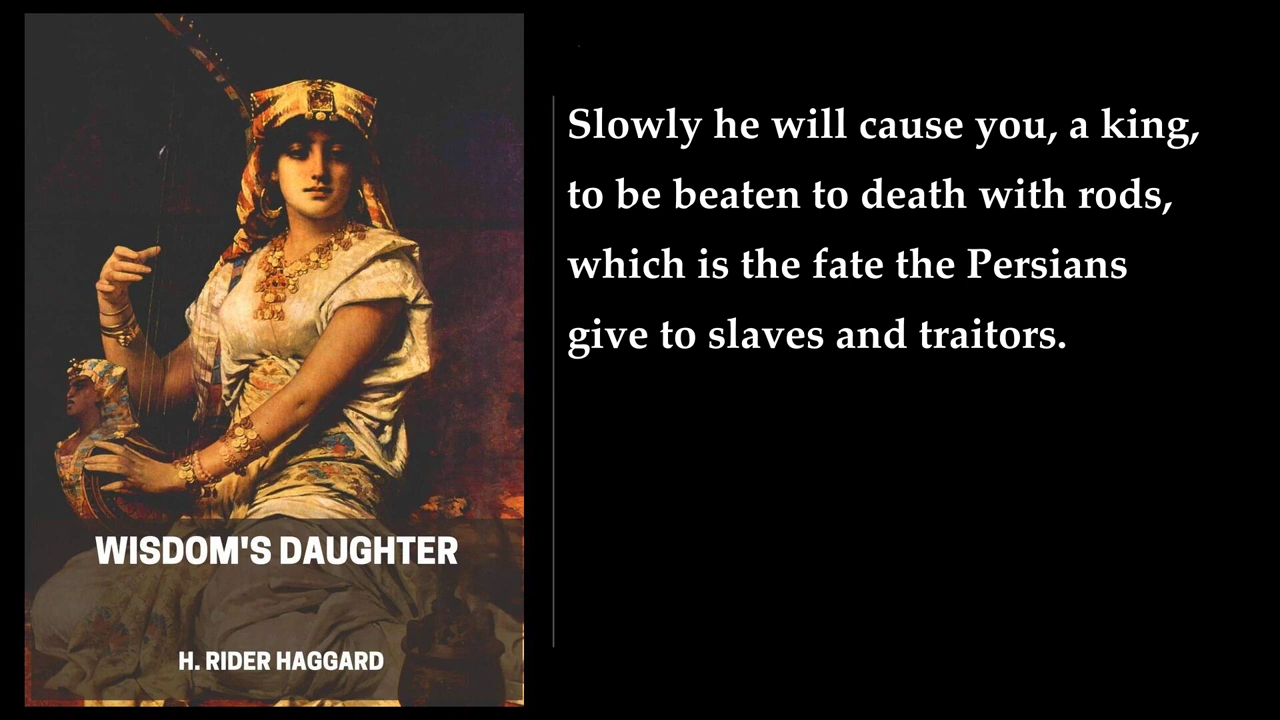 Slowly he will cause you, a king,
to be beaten to death with rods,
which is the fate the Persians
give to slaves and traitors.
WISDOM'S DAUGHTER
H. RIDER HAGGARD